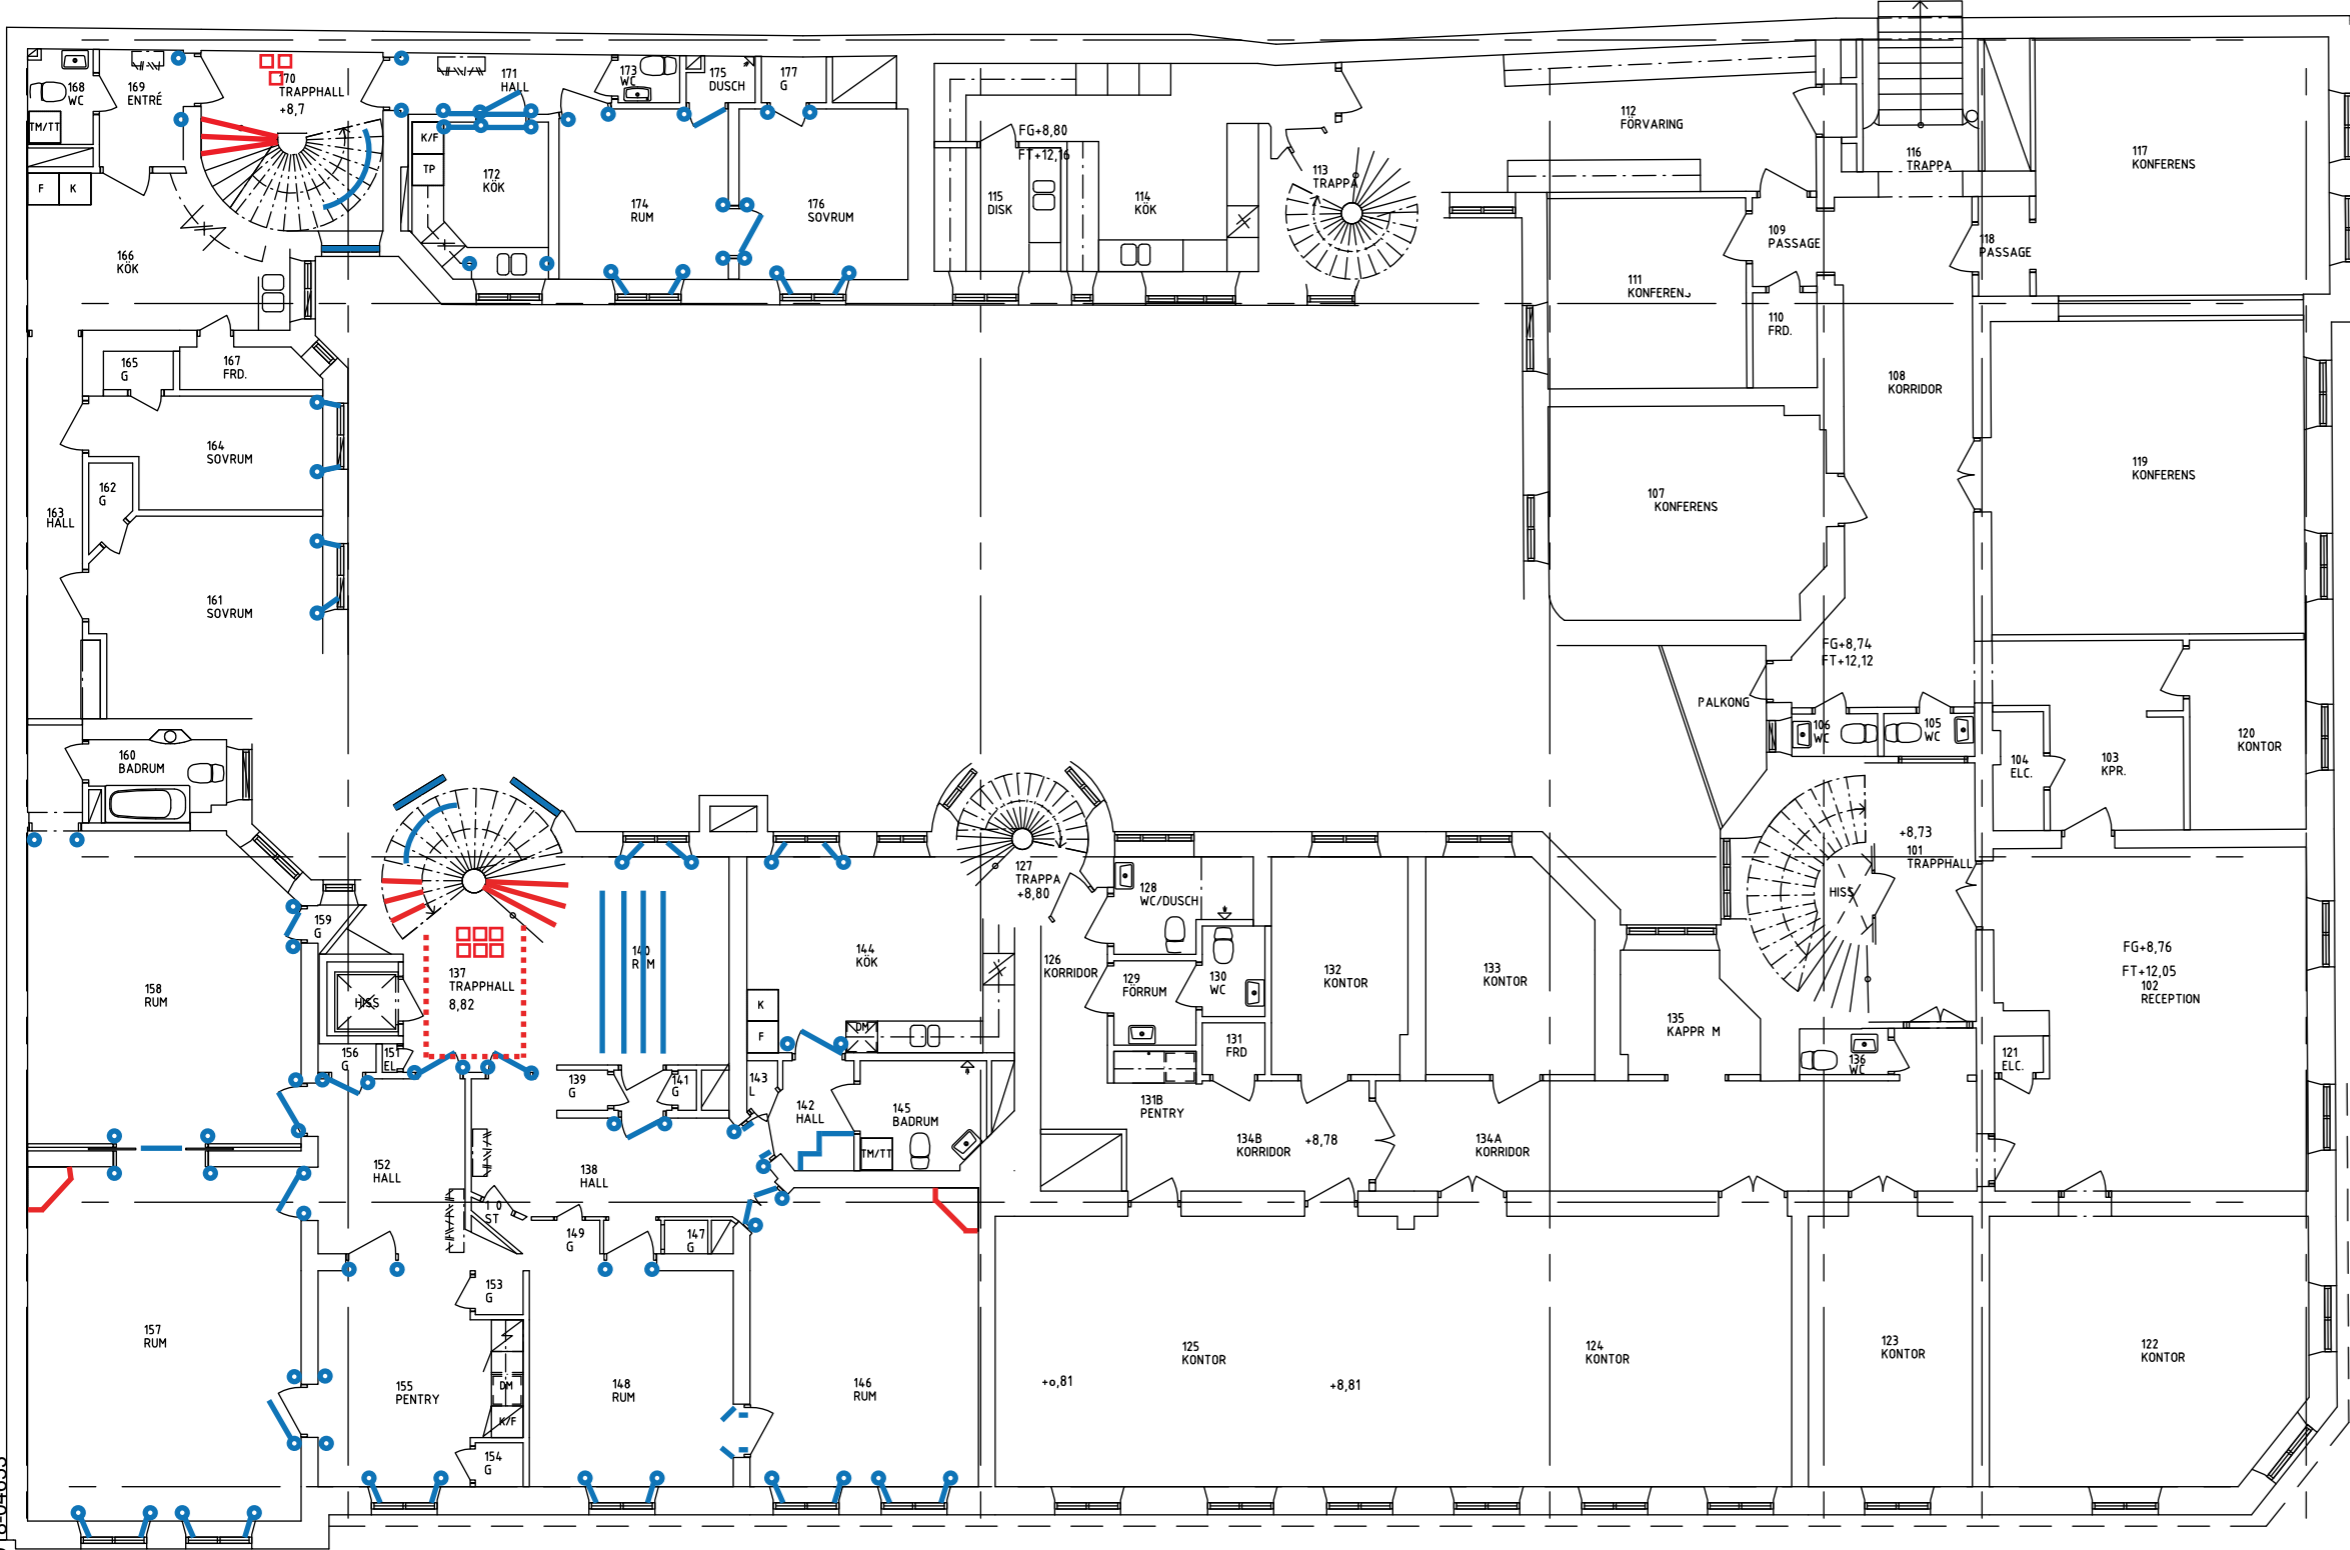 168
WC
TM/TT
F
K
169
ENTRÉ
170
TRAPPHALL
+8,7
171
HALL
K/F
TP
172
KÖK
173
WC
175
DUSCH
177
G
174
RUM
176
SOVRUM
FG+8,80
FT+12,16
115
DISK
114
KÖK
113
TRAPPA
112
FÖRVARING
116
TRAPPA
117
KONFERENS
109
PASSAGE
118
PASSAGE
111
KONFERENS
110
FRD.
108
KORRIDOR
107
KONFERENS
119
KONFERENS
166
KÖK
165
G
167
FRD.
164
SOVRUM
162
G
163
HALL
161
SOVRUM
160
BADRUM
FG+8,74
FT+12,12
PALKONG
106
WC
105
WC
104
ELC.
103
KPR.
120
KONTOR
+8,73
101
TRAPPHALL
HISS
FG+8,76
FT+12,05
102
RECEPTION
159
G
158
RUM
HISS
137
TRAPPHALL
8,82
156
G
151
EL
140
RUM
139
G
141
G
144
KÖK
K
F
DM
143
L
142
HALL
145
BADRUM
TM/TT
127
TRAPPA
+8,80
126
KORRIDOR
128
WC/DUSCH
129
FÖRRUM
130
WC
131
FRD
131B
PENTRY
132
KONTOR
133
KONTOR
135
KAPPR M
136
WC
121
ELC.
134B
KORRIDOR
+8,78
134A
KORRIDOR
152
HALL
138
HALL
1 0
ST
149
G
147
G
153
G
157
RUM
155
PENTRY
DM
K/F
154
G
148
RUM
146
RUM
125
KONTOR
+8,81
124
KONTOR
123
KONTOR
122
KONTOR